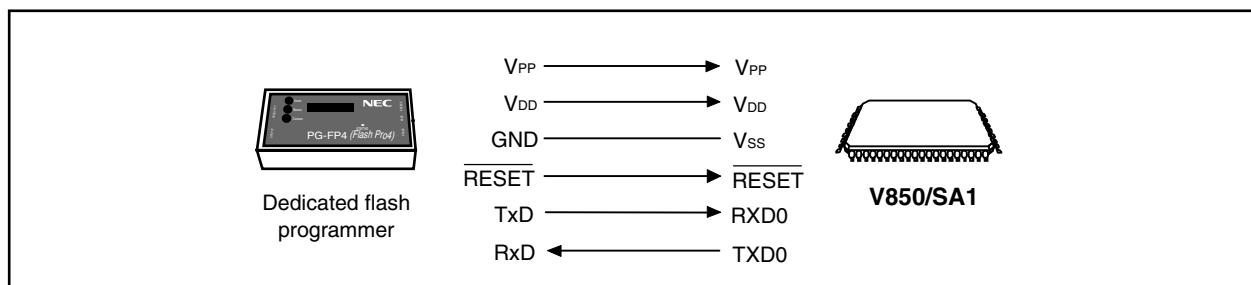 VPP VPP
VDD VDD
GND VSS
RESET RESET
TxD RXD0
RxD TXD0
NEC
PG-FP4 (Flash Pro4)
Dedicated flash
programmer
V850/SA1